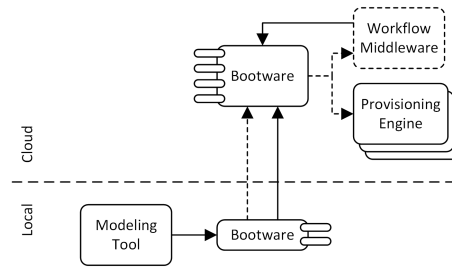 Workflow
Middleware
Bootware
Provisioning
Engine
Cloud
Local
Modeling
Tool
Bootware